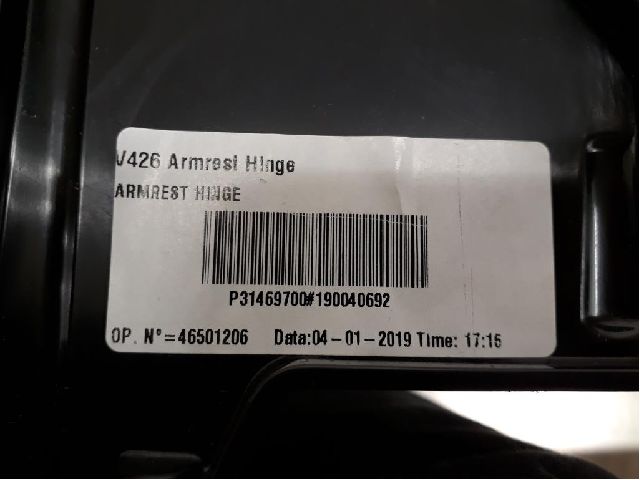 V426 Armrest Hinge
ARMREST HINGE
P31469700#190040692
OP. N°=46501206 Data:04-01-2019 Time: 17:15